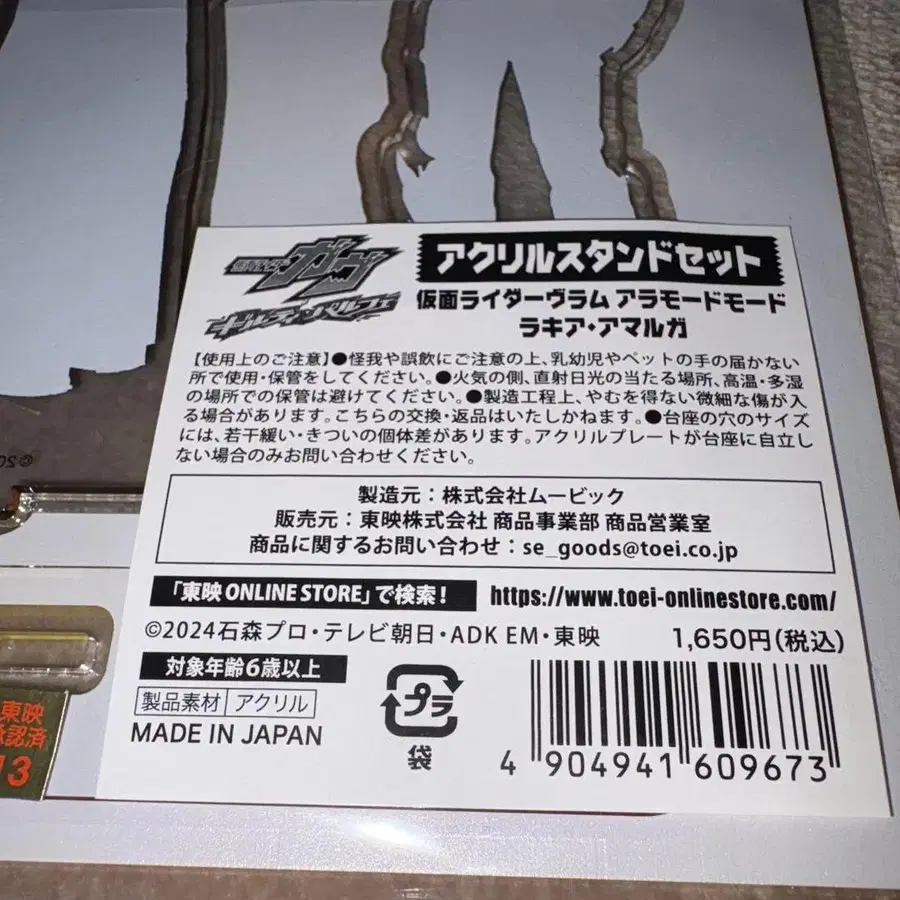 仮面ライダー
ガヴ
ギルティ・パルフェ
アクリルスタンドセット
仮面ライダーヴラム アラモードモード
ラキア・アマルガ
【使用上のご注意】●怪我や誤飲にご注意の上、乳幼児やペットの手の届かない
所で使用・保管をしてください。●火気の側、直射日光の当たる場所、高温・多湿
の場所での保管は避けてください。●製造工程上、やむを得ない微細な傷が入
る場合があります。こちらの交換・返品はいたしかねます。●台座の穴のサイズ
には、若干緩い・きついの個体差があります。アクリルプレートが台座に自立し
ない場合のみお問い合わせください。
製造元：株式会社ムービック
販売元：東映株式会社 商品事業部 商品営業室
商品に関するお問い合わせ：se_goods@toei.co.jp
「東映 ONLINE STORE」で検索！ https://www.toei-onlinestore.com/
©2024石森プロ・テレビ朝日・ADK EM・東映 1,650円(税込)
対象年齢6歳以上
製品素材 アクリル
MADE IN JAPAN
プラ
袋
4 904941 609673
©20
東映
承認済
13